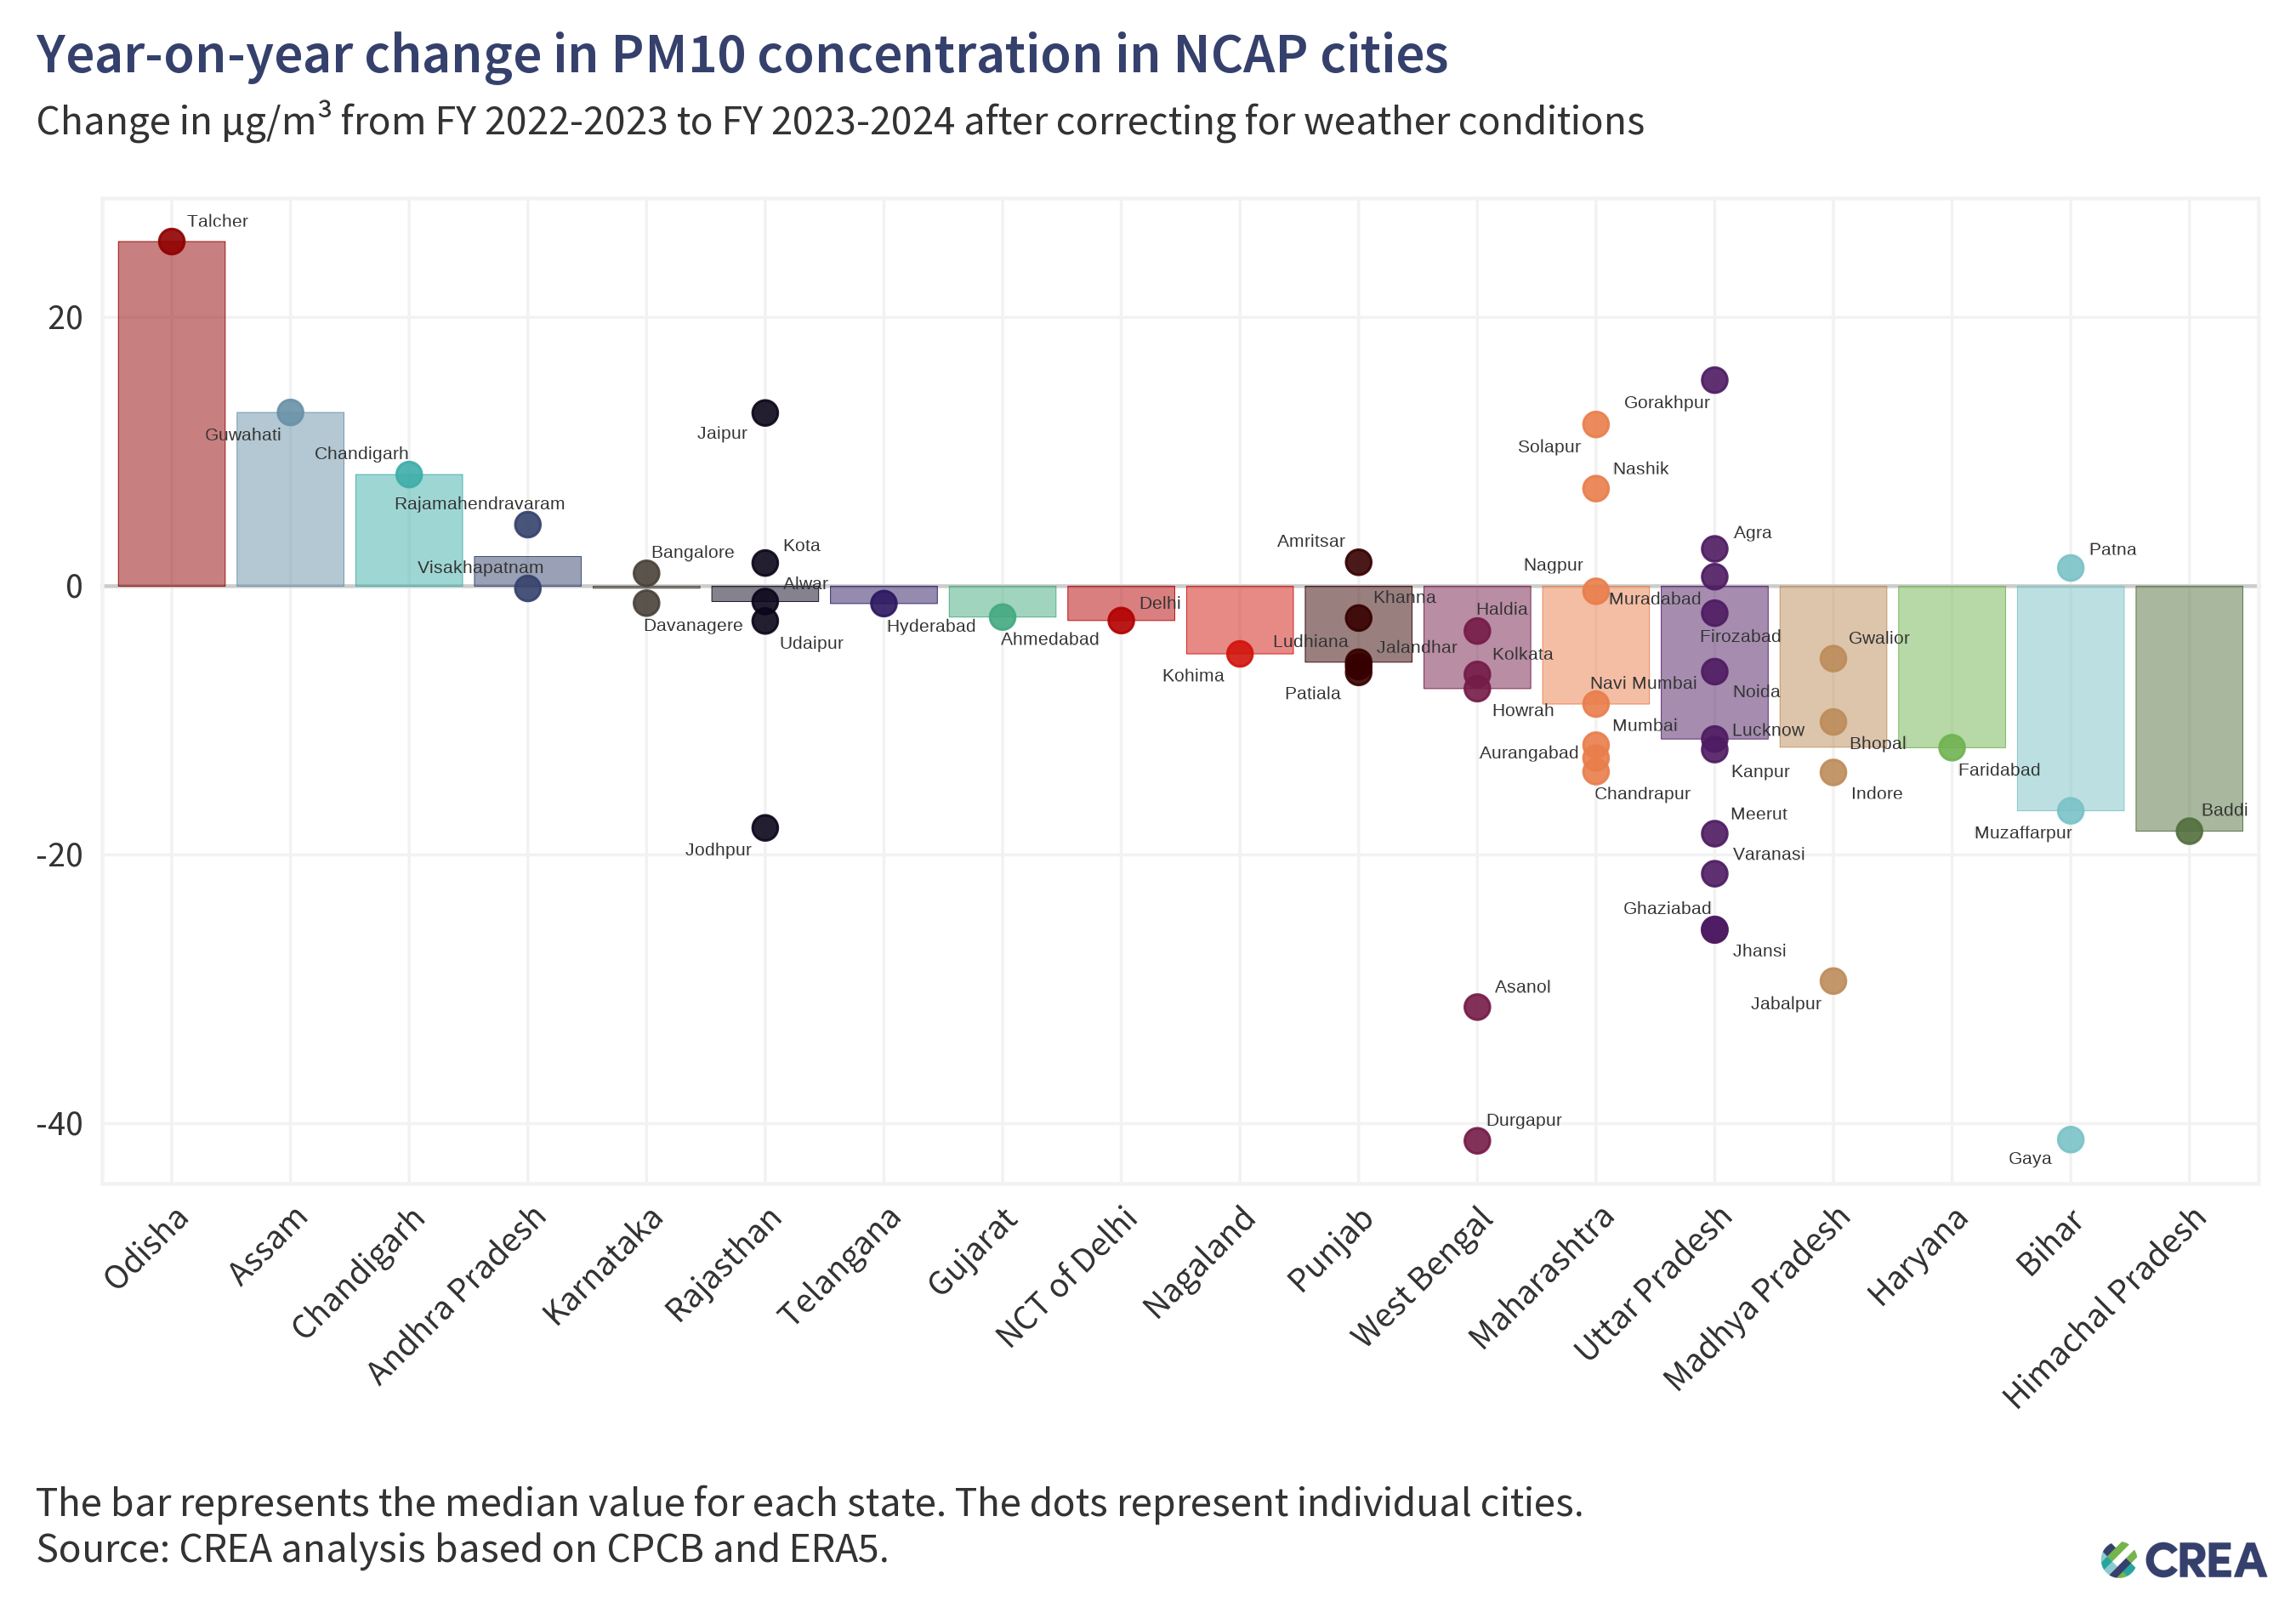 Year-on-year change in PM10 concentration in NCAP cities
Change in µg/m³ from FY 2022-2023 to FY 2023-2024 after correcting for weather conditions
20
0
-20
-40
Talcher
Guwahati
Chandigarh
Rajamahendravaram
Visakhapatnam
Bangalore
Davanagere
Jaipur
Kota
Alwar
Udaipur
Jodhpur
Hyderabad
Ahmedabad
Delhi
Kohima
Amritsar
Khanna
Ludhiana
Jalandhar
Patiala
Haldia
Kolkata
Howrah
Asanol
Durgapur
Solapur
Nashik
Nagpur
Navi Mumbai
Mumbai
Aurangabad
Chandrapur
Gorakhpur
Agra
Muradabad
Firozabad
Noida
Lucknow
Kanpur
Meerut
Varanasi
Ghaziabad
Jhansi
Gwalior
Bhopal
Indore
Jabalpur
Faridabad
Patna
Muzaffarpur
Gaya
Baddi
Odisha
Assam
Chandigarh
Andhra Pradesh
Karnataka
Rajasthan
Telangana
Gujarat
NCT of Delhi
Nagaland
Punjab
West Bengal
Maharashtra
Uttar Pradesh
Madhya Pradesh
Haryana
Bihar
Himachal Pradesh
The bar represents the median value for each state. The dots represent individual cities.
Source: CREA analysis based on CPCB and ERA5.
CREA